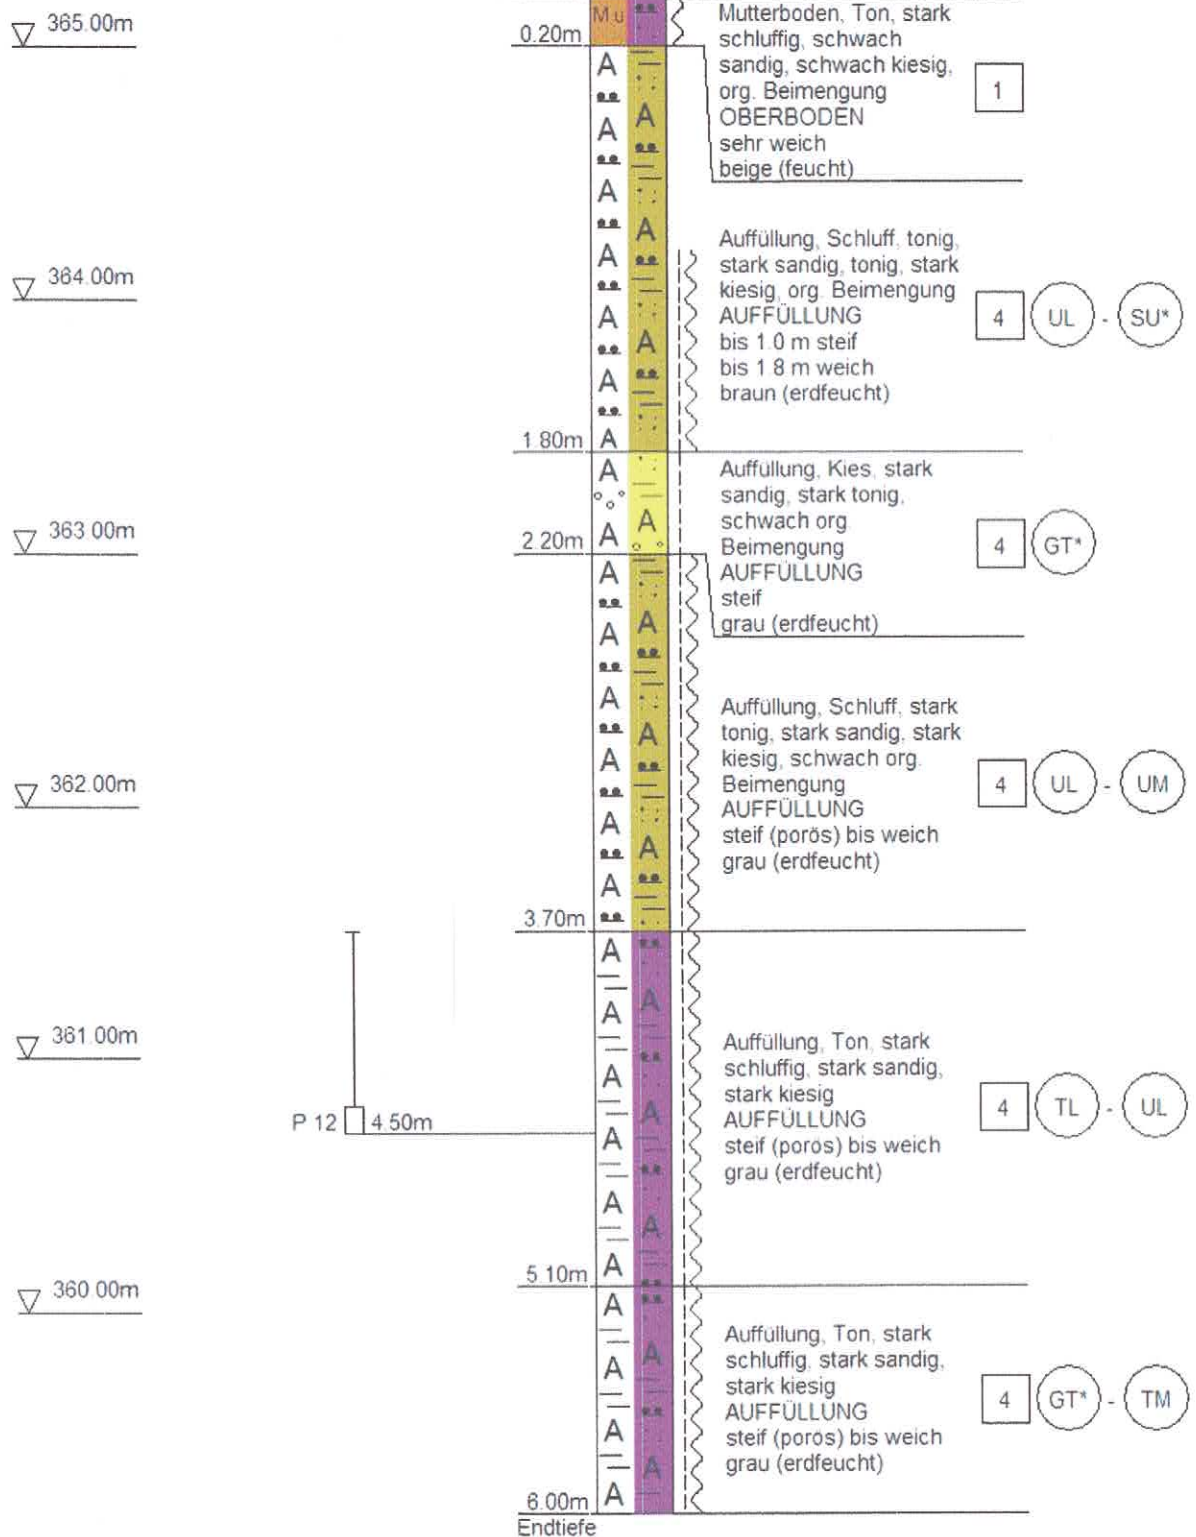 365.00m
0.20m
Mu
Mutterboden, Ton, stark
schluffig, schwach
sandig, schwach kiesig,
org. Beimengung
OBERBODEN
sehr weich
beige (feucht)
1
A
A
A
A
A
A
A
A
A
A
364.00m
Auffüllung, Schluff, tonig,
stark sandig, tonig, stark
kiesig, org. Beimengung
AUFFÜLLUNG
bis 1.0 m steif
bis 1 8 m weich
braun (erdfeucht)
4 UL - SU*
1.80m
A
A
A
Auffüllung, Kies, stark
sandig, stark tonig,
schwach org.
Beimengung
AUFFÜLLUNG
steif
grau (erdfeucht)
4 GT*
363 00m
2 20m
A
A
A
A
A
A
A
A
A
Auffüllung, Schluff, stark
tonig, stark sandig, stark
kiesig, schwach org.
Beimengung
AUFFÜLLUNG
steif (porös) bis weich
grau (erdfeucht)
4 UL - UM
362.00m
3.70m
A
A
A
A
A
A
A
A
A
361.00m
P 12 4.50m
Auffüllung, Ton, stark
schluffig, stark sandig,
stark kiesig
AUFFÜLLUNG
steif (porös) bis weich
grau (erdfeucht)
4 TL - UL
5 10m
A
A
A
A
A
A
360 00m
Auffüllung, Ton, stark
schluffig, stark sandig,
stark kiesig
AUFFÜLLUNG
steif (porös) bis weich
grau (erdfeucht)
4 GT* - TM
6.00m
Endtiefe